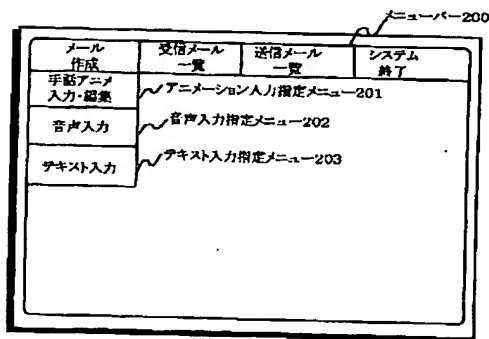 メニューバー200
メール
作成
受信メール
一覧
送信メール
一覧
システム
終了
手話アニメ
入力・編集
アニメーション入力指定メニュー201
音声入力
音声入力指定メニュー202
テキスト入力
テキスト入力指定メニュー203